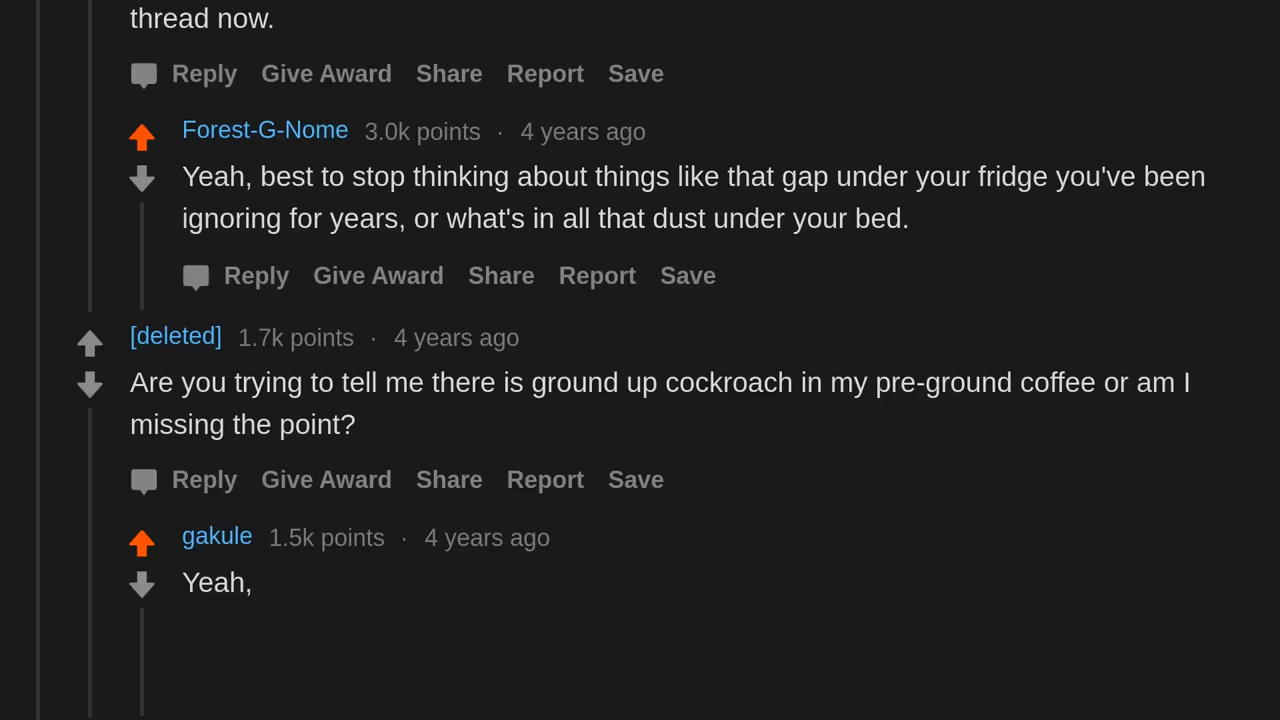 thread now.
Reply Give Award Share Report Save
Forest-G-Nome 3.0k points · 4 years ago
Yeah, best to stop thinking about things like that gap under your fridge you've been
ignoring for years, or what's in all that dust under your bed.
Reply Give Award Share Report Save
[deleted] 1.7k points · 4 years ago
Are you trying to tell me there is ground up cockroach in my pre-ground coffee or am I
missing the point?
Reply Give Award Share Report Save
gakule 1.5k points · 4 years ago
Yeah,